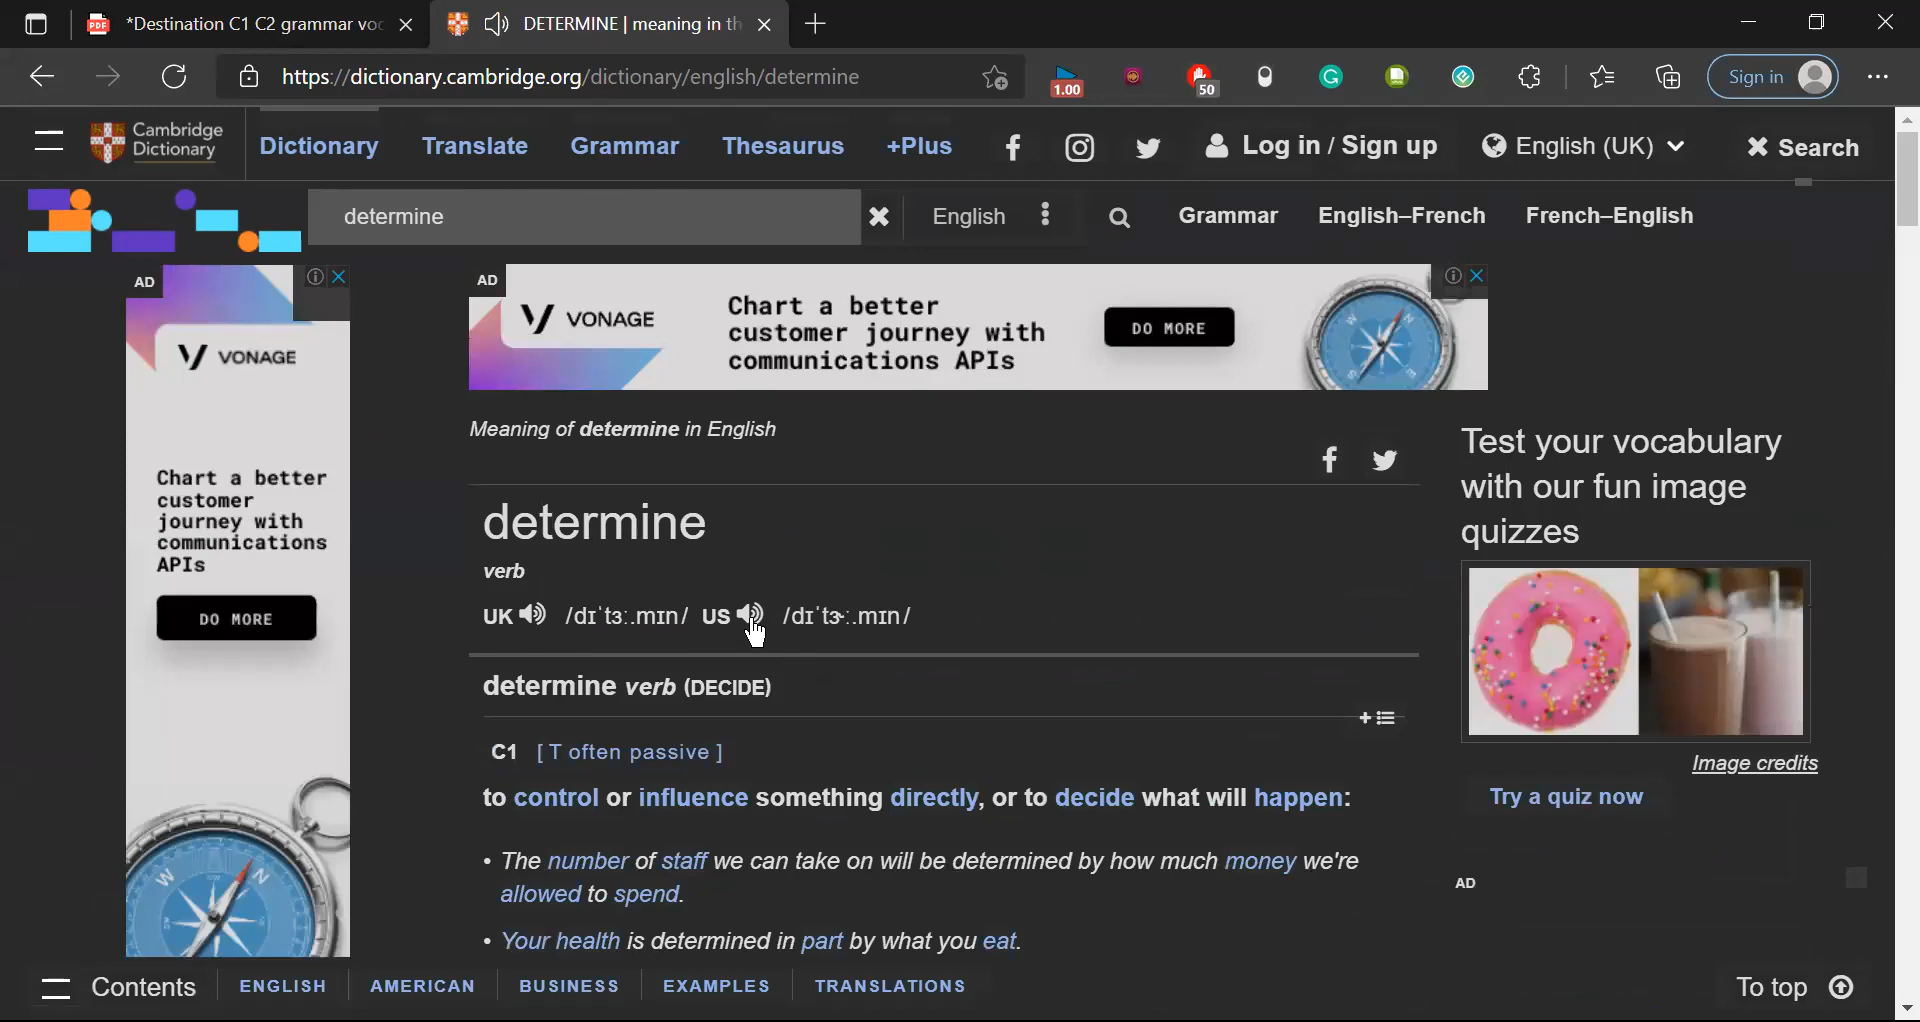 *Destination C1 C2 grammar voc
DETERMINE | meaning in th
https://dictionary.cambridge.org/dictionary/english/determine
1.00
50
Sign in
Cambridge
Dictionary
Dictionary Translate Grammar Thesaurus +Plus Log in / Sign up English (UK) Search
determine English Grammar English–French French–English
AD
VONAGE
Chart a better
customer
journey with
communications
APIs
DO MORE
AD
VONAGE
Chart a better
customer journey with
communications APIs
DO MORE
W N E S
Meaning of determine in English
determine
verb
UK /dɪˈtɜː.mɪn/ US /dɪˈtɝː.mɪn/
determine verb (DECIDE)
C1 [ T often passive ]
to control or influence something directly, or to decide what will happen:
• The number of staff we can take on will be determined by how much money we're
allowed to spend.
• Your health is determined in part by what you eat.
Test your vocabulary
with our fun image
quizzes
Image credits
Try a quiz now
AD
W N
Contents ENGLISH AMERICAN BUSINESS EXAMPLES TRANSLATIONS To top